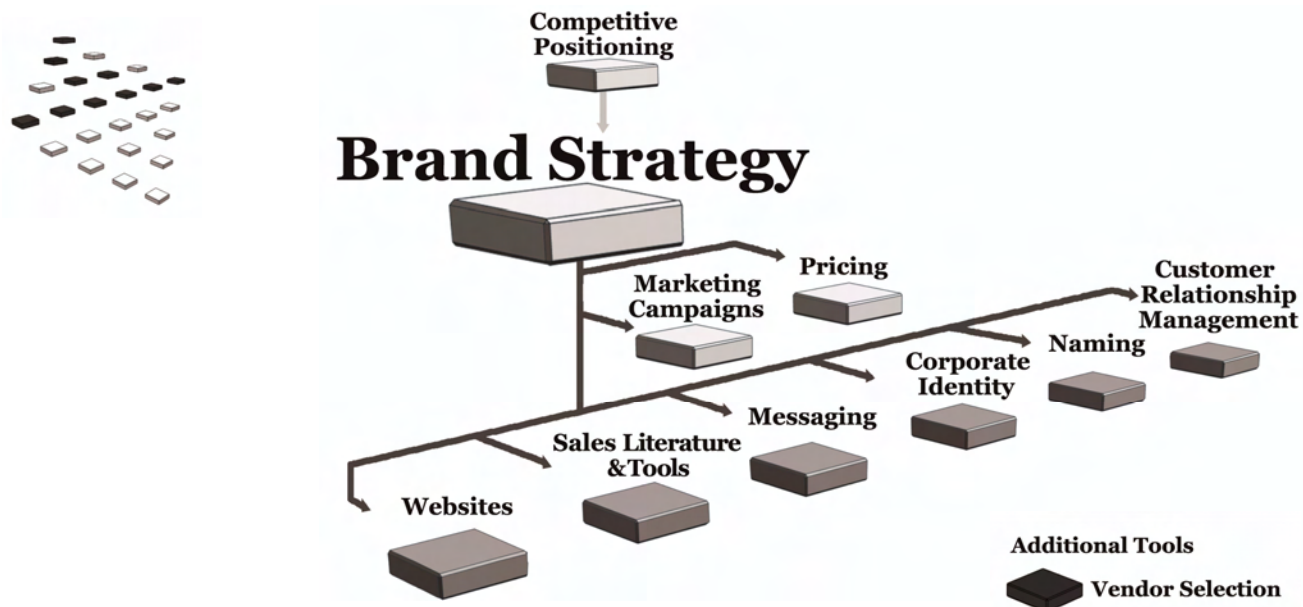 Competitive
Positioning
Brand Strategy
Pricing
Marketing
Campaigns
Customer
Relationship
Management
Naming
Corporate
Identity
Messaging
Sales Literature
&Tools
Websites
Additional Tools
Vendor Selection